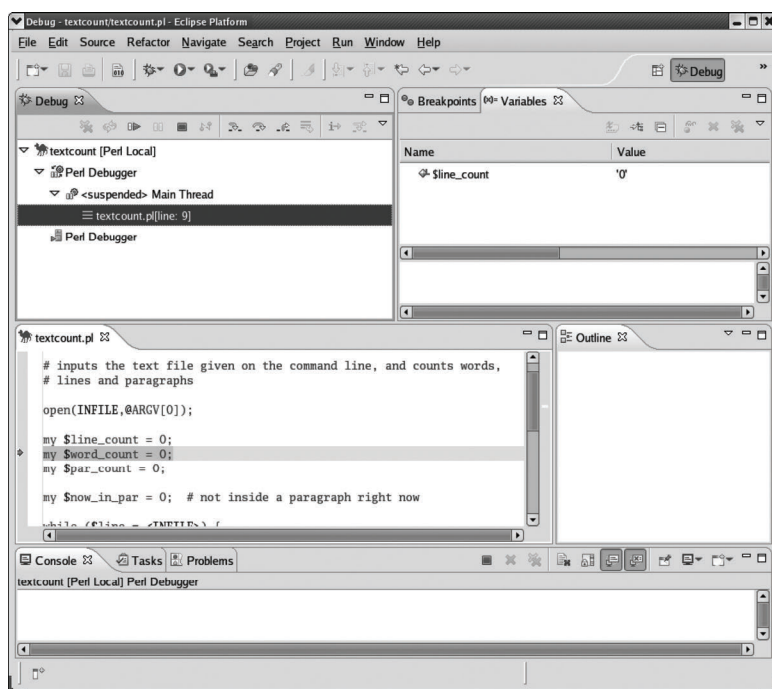 Debug - textcount/textcount.pl - Eclipse Platform
File Edit Source Refactor Navigate Search Project Run Window Help
Debug
»
Debug
textcount [Perl Local]
Perl Debugger
<suspended> Main Thread
textcount.pl[line: 9]
Perl Debugger
Breakpoints (x)= Variables
Name Value
$line_count '0'
textcount.pl
# inputs the text file given on the command line, and counts words,
# lines and paragraphs
open(INFILE,@ARGV[0]);
my $line_count = 0;
my $word_count = 0;
my $par_count = 0;
my $now_in_par = 0;  # not inside a paragraph right now
while ($line = <INFILE>) {
Outline
Console Tasks Problems
textcount [Perl Local] Perl Debugger